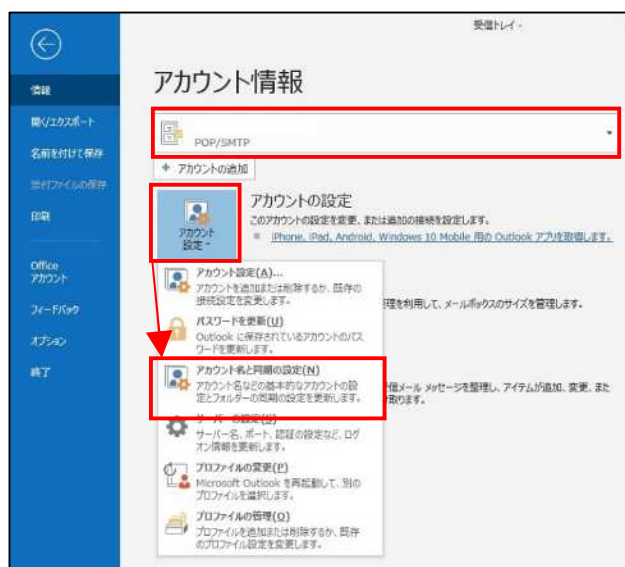 受信トレイ -
情報
開く/エクスポート
名前を付けて保存
添付ファイルの保存
印刷
Office
アカウント
フィードバック
オプション
終了
アカウント情報
POP/SMTP
+ アカウントの追加
アカウント
設定
アカウントの設定
このアカウントの設定を変更、または追加の接続を設定します。
iPhone、iPad、Android、Windows 10 Mobile 用の Outlook アプリを取得します。
アカウント設定(A)...
アカウントを追加または削除するか、既存の
接続設定を変更します。
パスワードを更新(U)
Outlook に保存されているアカウントのパス
ワードを更新します。
アカウント名と同期の設定(N)
アカウント名などの基本的なアカウントの設
定とフォルダーの同期の設定を更新します。
サーバーの設定(S)
サーバー名、ポート、認証の設定など、ログ
オン情報を更新します。
プロファイルの変更(P)
Microsoft Outlook を再起動して、別の
プロファイルを選択します。
プロファイルの管理(O)
プロファイルを追加または削除するか、既存
のプロファイル設定を変更します。
理を利用して、メールボックスのサイズを管理します。
信メール メッセージを整理し、アイテムが追加、変更、また
取ります。